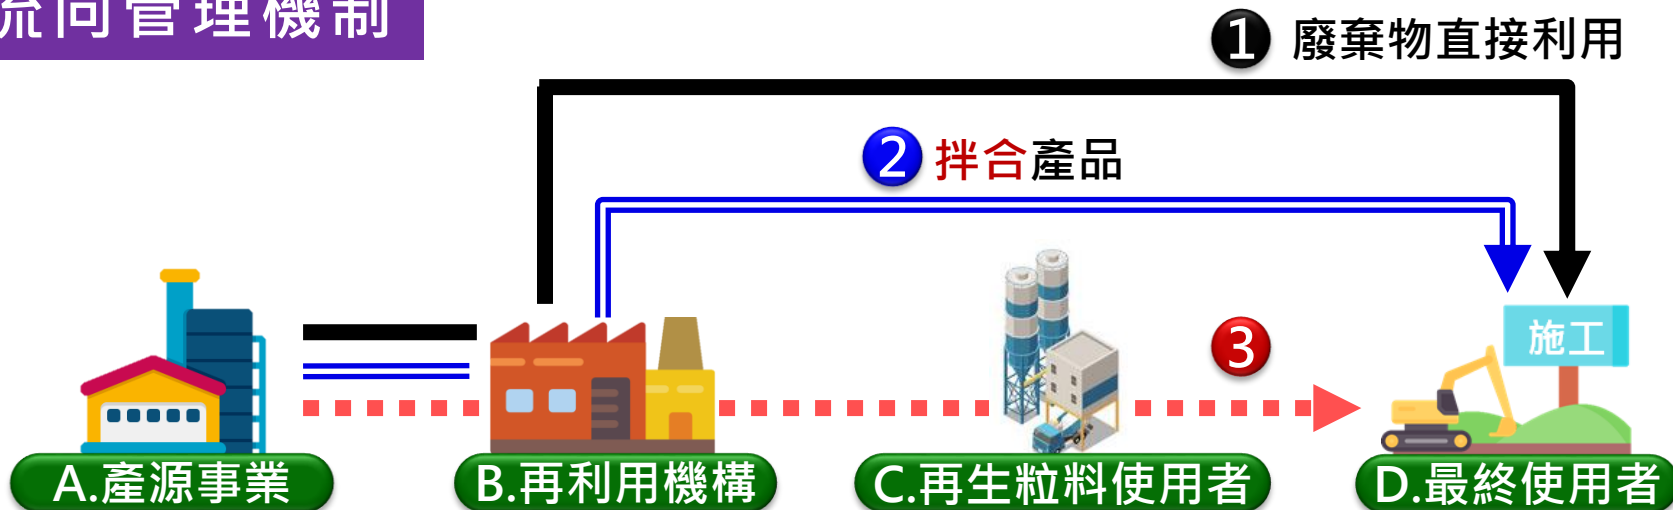 流向管理機制
1 廢棄物直接利用
2 拌合產品
3
施工
A.產源事業
B.再利用機構
C.再生粒料使用者
D.最終使用者